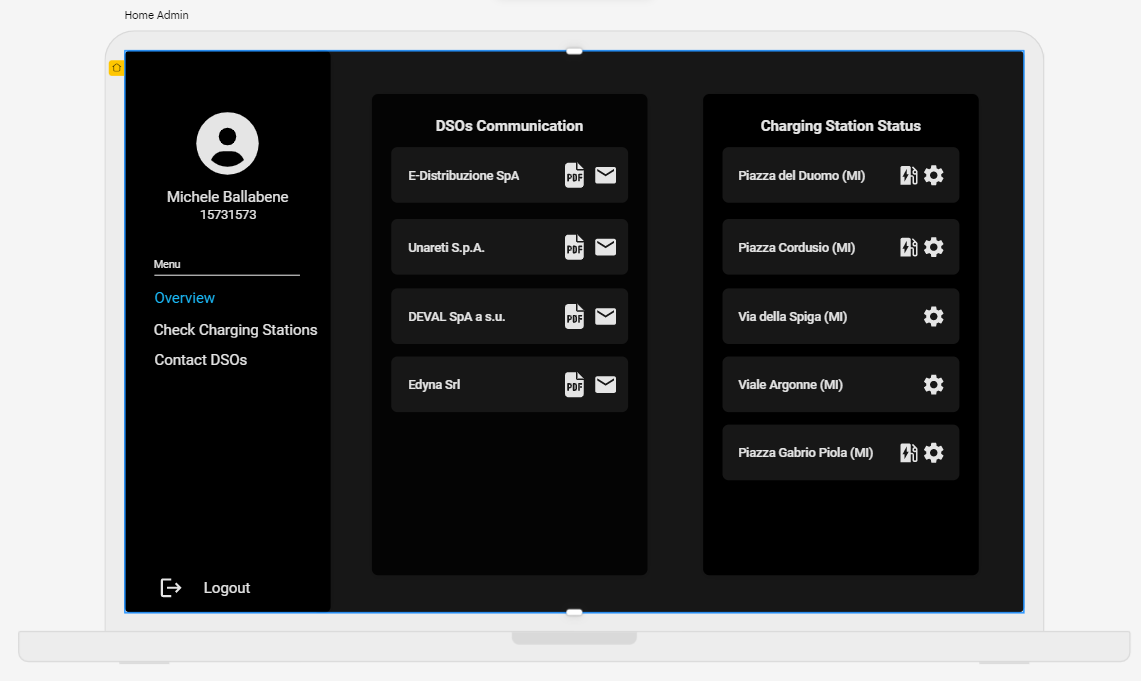 Home Admin
Michele Ballabene
15731573
Menu
Overview
Check Charging Stations
Contact DSOs
Logout
DSOs Communication
E-Distribuzione SpA
PDF
Unareti S.p.A.
PDF
DEVAL SpA a s.u.
PDF
Edyna Srl
PDF
Charging Station Status
Piazza del Duomo (MI)
Piazza Cordusio (MI)
Via della Spiga (MI)
Viale Argonne (MI)
Piazza Gabrio Piola (MI)